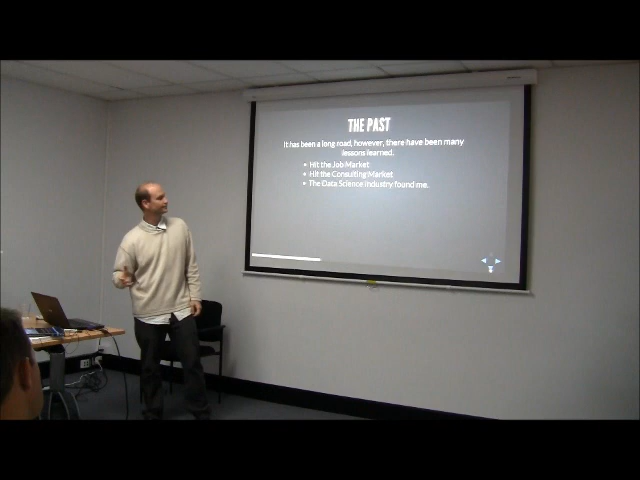 THE PAST
It has been a long road, however, there have been many
lessons learned.
Hit the Job Market
Hit the Consulting Market
The Data Science Industry found me.